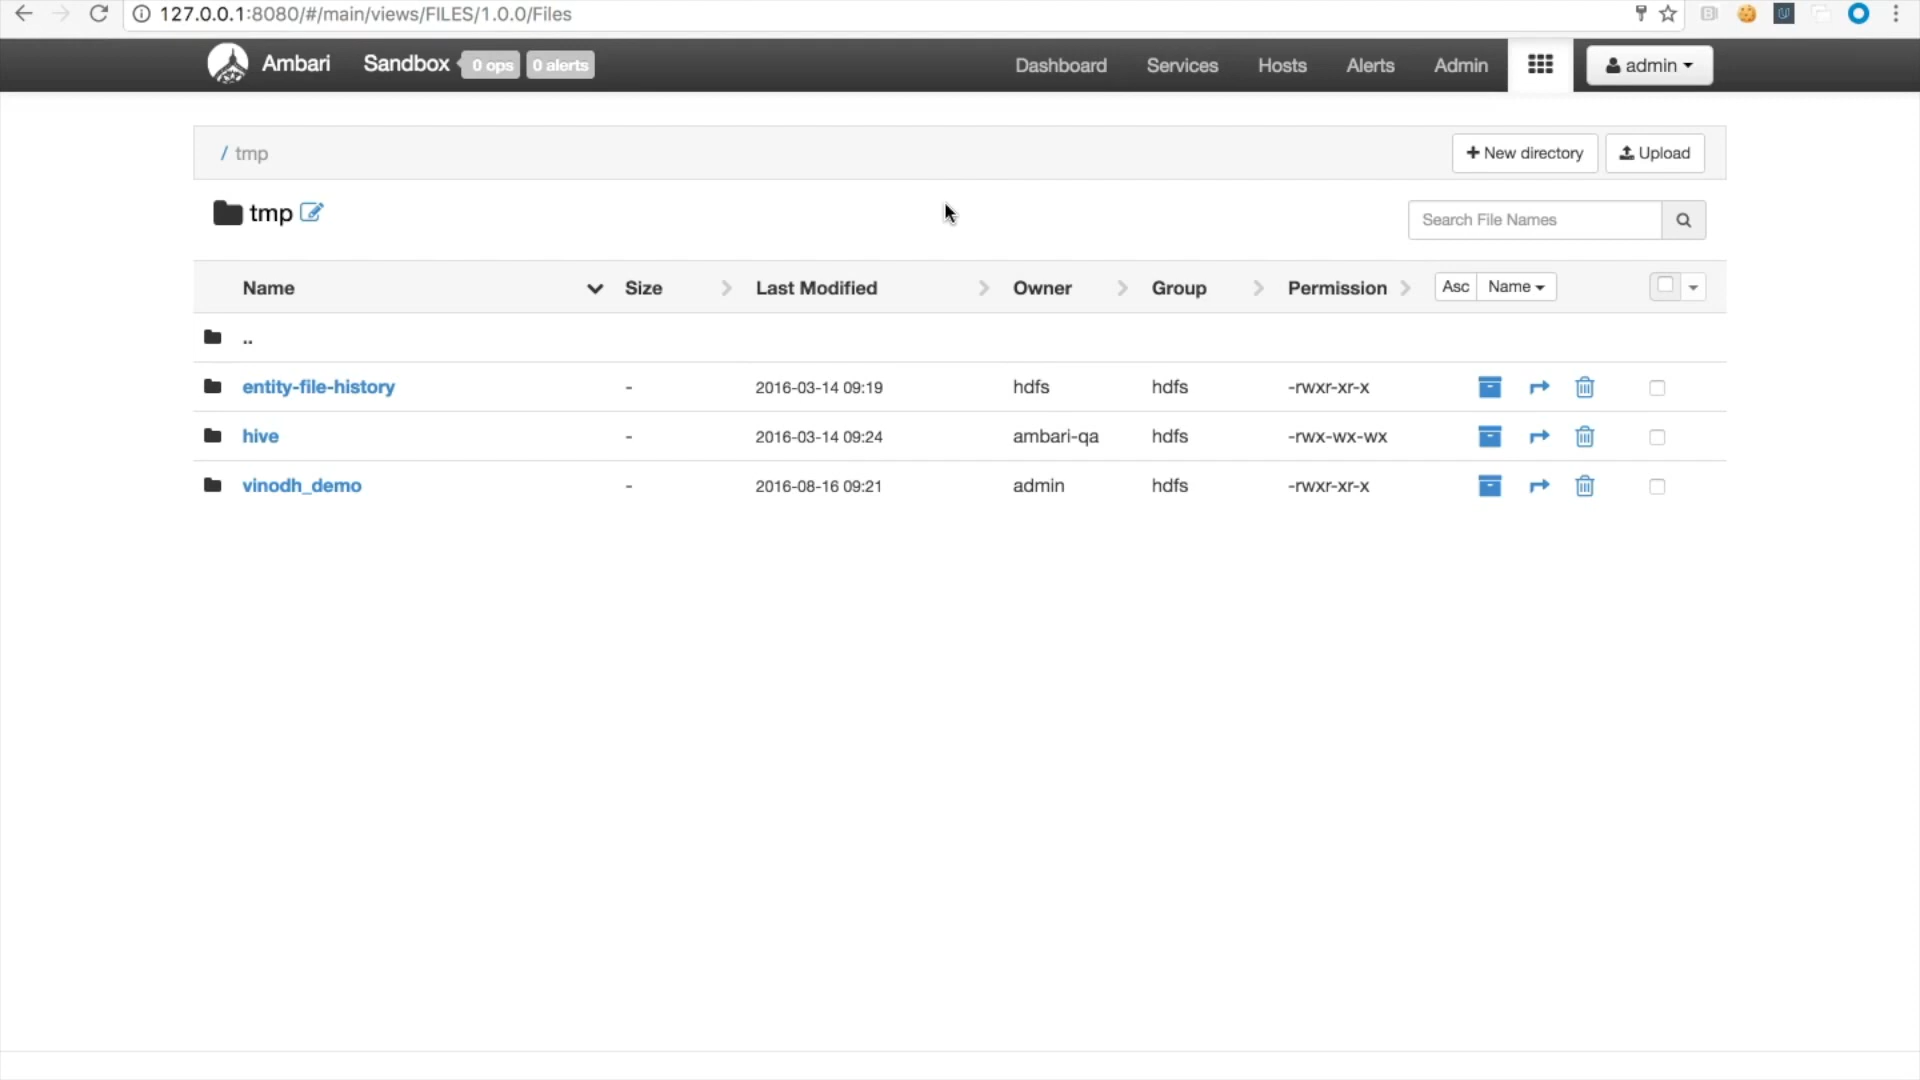 127.0.0.1:8080/#/main/views/FILES/1.0.0/Files
Ambari Sandbox 0 ops 0 alerts Dashboard Services Hosts Alerts Admin admin
/ tmp + New directory Upload
tmp Search File Names
Name Size Last Modified Owner Group Permission Asc Name
..
entity-file-history - 2016-03-14 09:19 hdfs hdfs -rwxr-xr-x
hive - 2016-03-14 09:24 ambari-qa hdfs -rwx-wx-wx
vinodh_demo - 2016-08-16 09:21 admin hdfs -rwxr-xr-x